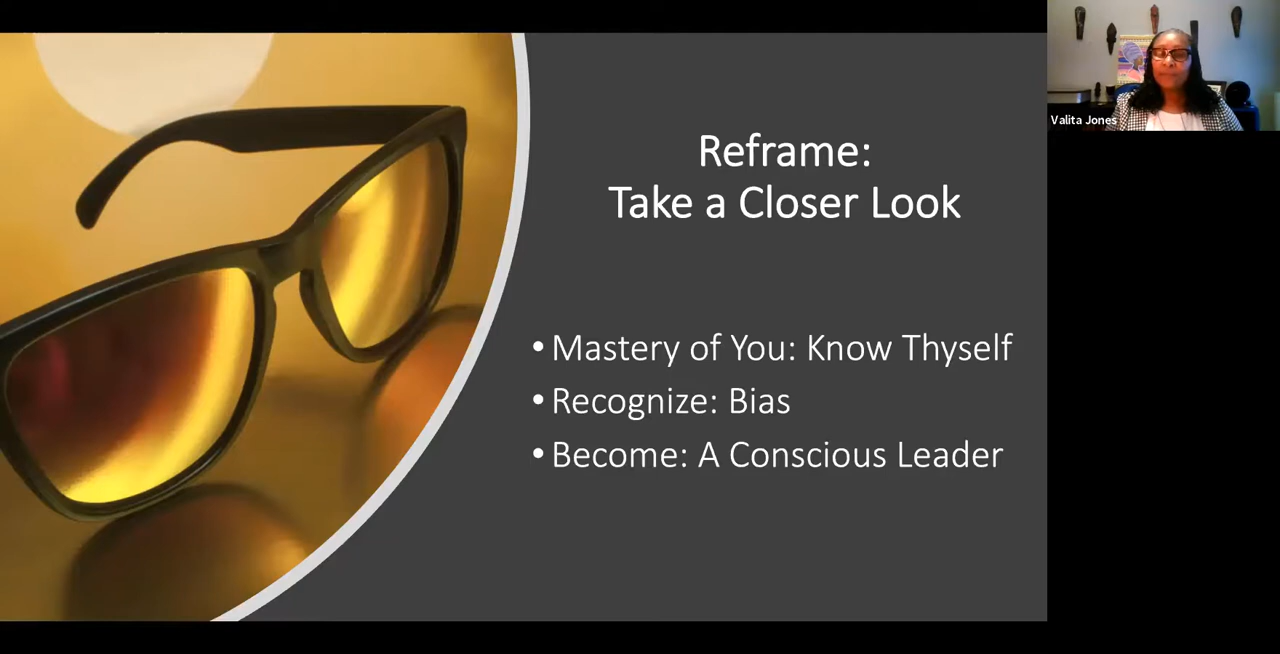 Reframe:
Take a Closer Look
• Mastery of You: Know Thyself
• Recognize: Bias
• Become: A Conscious Leader
Valita Jones